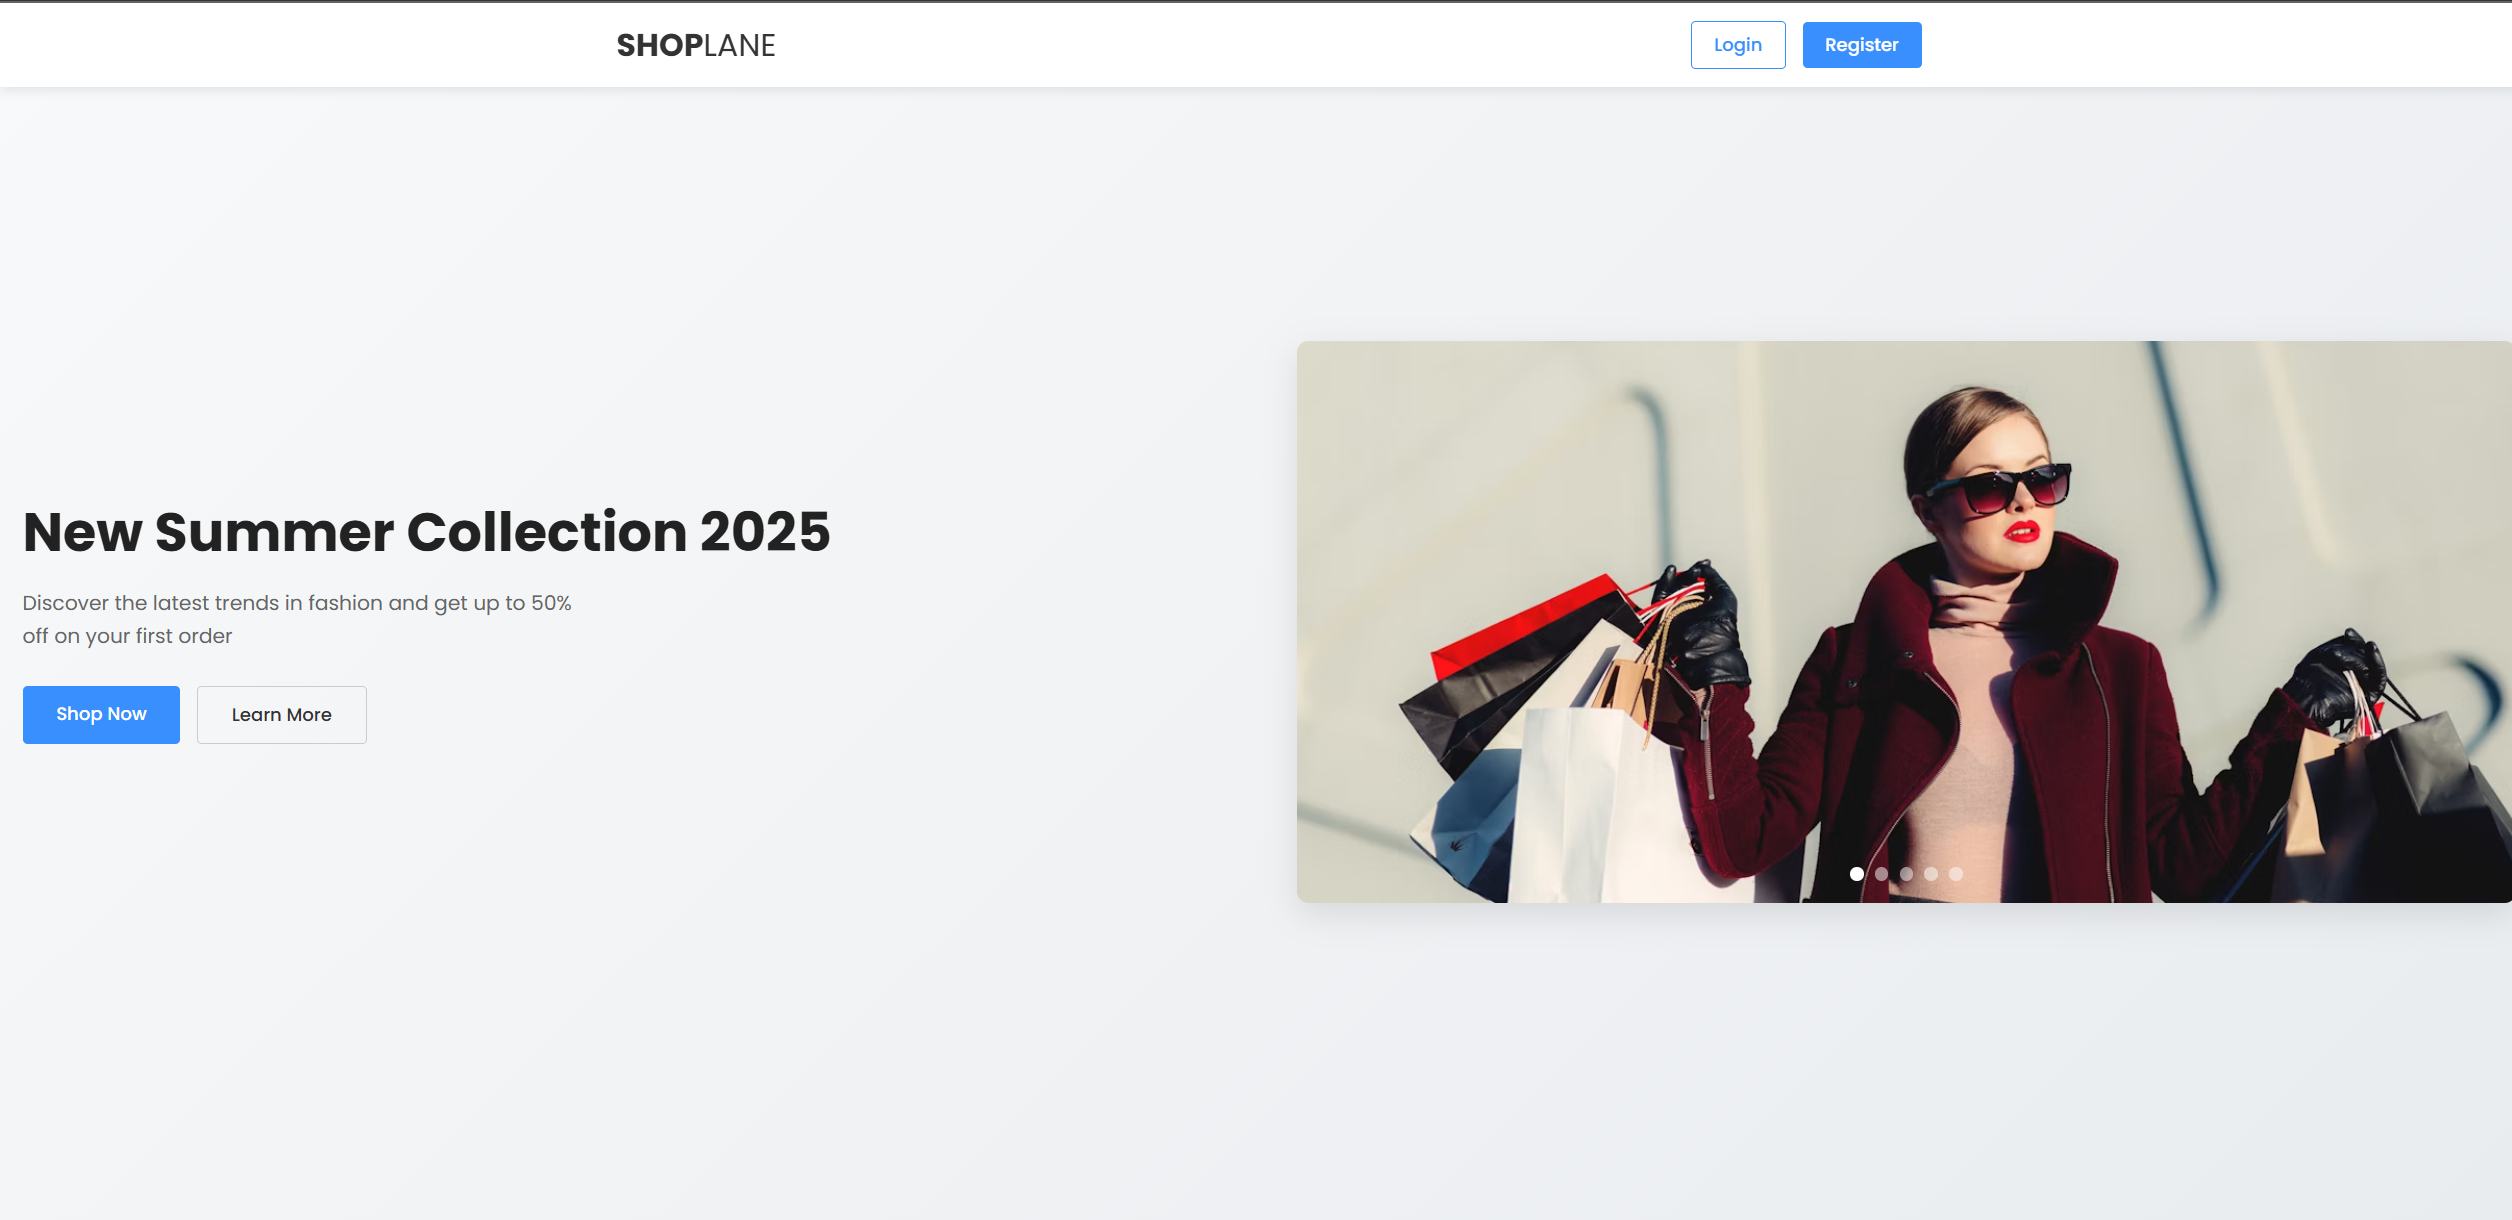 SHOPLANE
Login
Register
New Summer Collection 2025
Discover the latest trends in fashion and get up to 50%
off on your first order
Shop Now
Learn More